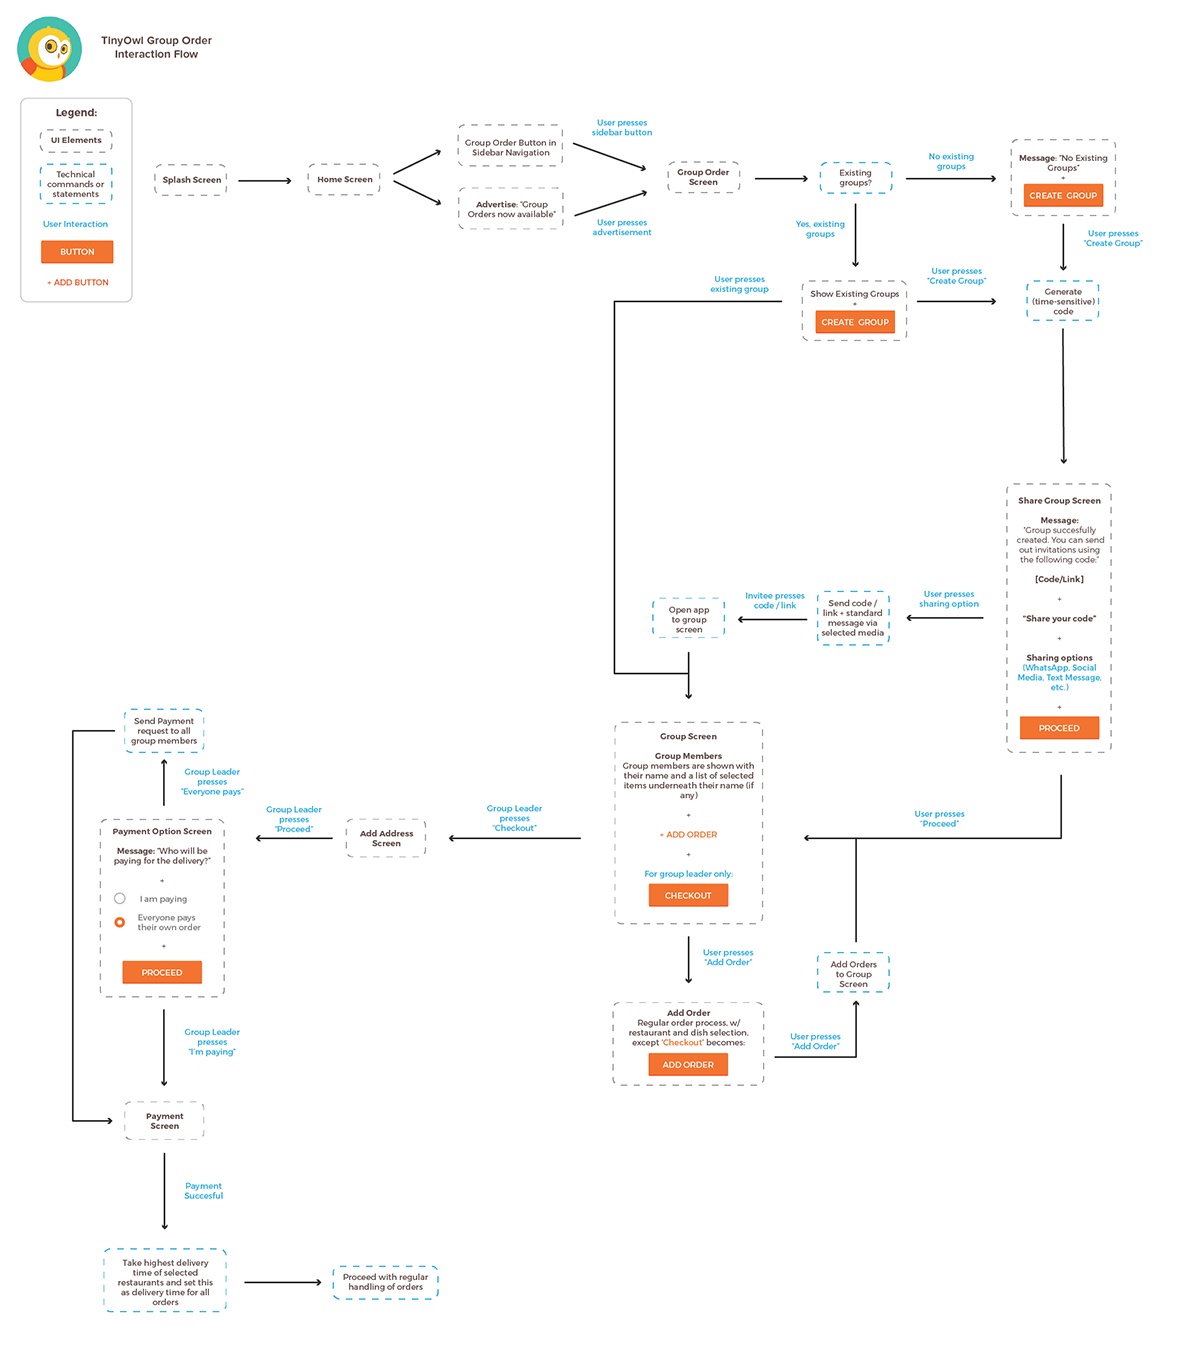 TinyOwl Group Order
Interaction Flow
Legend:
UI Elements
Technical
commands or
statements
User Interaction
BUTTON
+ ADD BUTTON
Splash Screen
Home Screen
Group Order Button in
Sidebar Navigation
Advertise: "Group
Orders now available"
User presses
sidebar button
User presses
advertisement
Group Order
Screen
Existing
groups?
No existing
groups
Message: "No Existing
Groups"
+
CREATE GROUP
Yes, existing
groups
User presses
"Create Group"
User presses
existing group
Show Existing Groups
+
CREATE GROUP
User presses
"Create Group"
Generate
(time-sensitive)
code
Share Group Screen
Message:
"Group succesfully
created. You can send
out invitations using
the following code:"
[Code/Link]
+
"Share your code"
+
Sharing options
(WhatsApp, Social
Media, Text Message,
etc.)
+
PROCEED
User presses
sharing option
Send code /
link + standard
message via
selected media
Invitee presses
code / link
Open app
to group
screen
Group Screen
Group Members
Group members are shown with
their name and a list of selected
items underneath their name (if
any)
+
+ ADD ORDER
+
For group leader only:
CHECKOUT
User presses
"Proceed"
User presses
"Add Order"
Add Order
Regular order process, w/
restaurant and dish selection,
except "Checkout" becomes:
ADD ORDER
User presses
"Add Order"
Add Orders
to Group
Screen
Group Leader
presses
"Checkout"
Add Address
Screen
Group Leader
presses
"Proceed"
Send Payment
request to all
group members
Group Leader
presses
"Everyone pays"
Payment Option Screen
Message: "Who will be
paying for the delivery?"
+
I am paying
Everyone pays
their own order
+
PROCEED
Group Leader
presses
"I'm paying"
Payment
Screen
Payment
Succesful
Take highest delivery
time of selected
restaurants and set this
as delivery time for all
orders
Proceed with regular
handling of orders